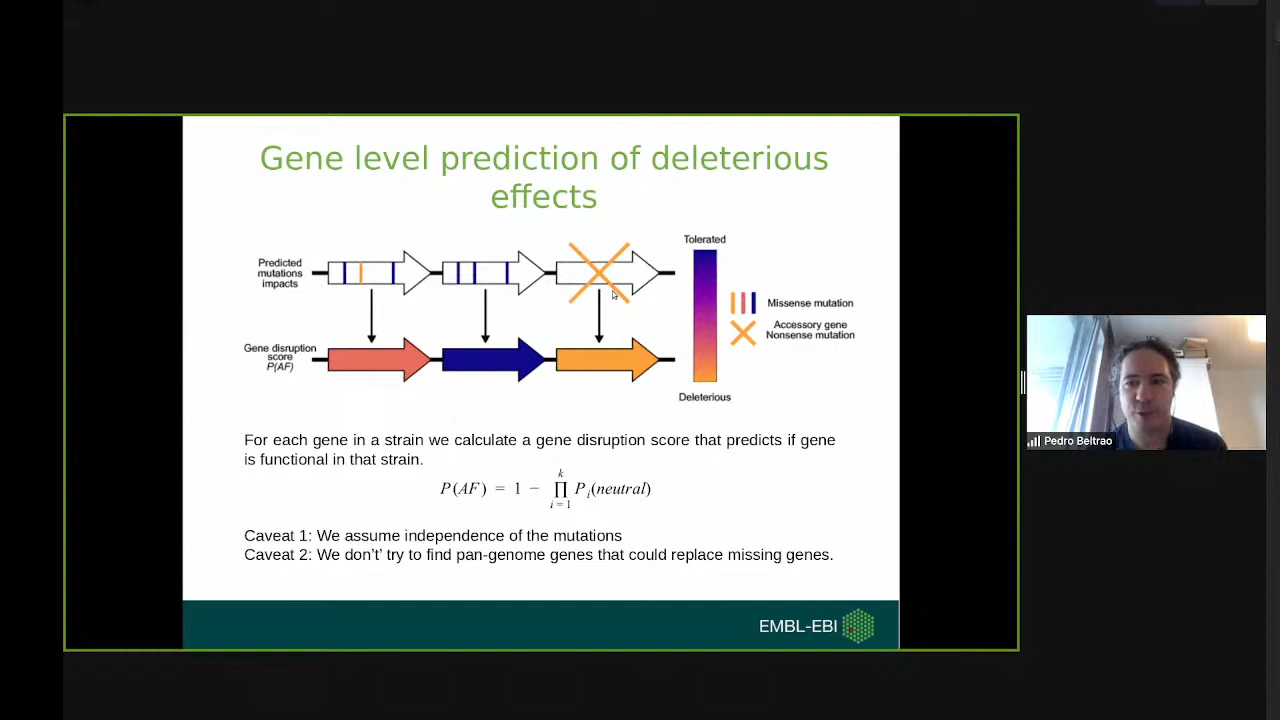 Gene level prediction of deleterious
effects
Predicted
mutations
impacts
Gene disruption
score
P(AF)
Tolerated
Deleterious
Missense mutation
Accessory gene
Nonsense mutation
For each gene in a strain we calculate a gene disruption score that predicts if gene
is functional in that strain.
P(AF) = 1 − ∏ᵢ₌₁ᵏ Pᵢ(neutral)
Caveat 1: We assume independence of the mutations
Caveat 2: We don't' try to find pan-genome genes that could replace missing genes.
EMBL-EBI
Pedro Beltrao